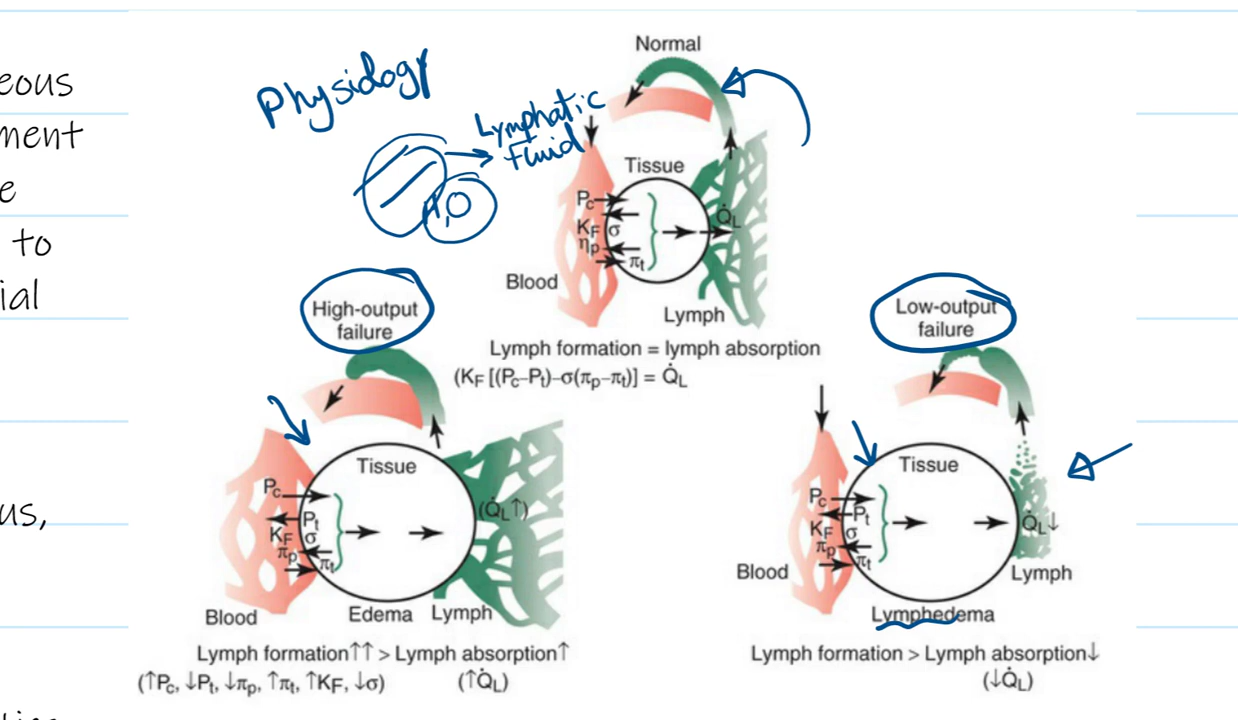 eous
ment
e
to
ial
us,
Physiology
Lymphatic
Fluid
H₂O
Normal
Tissue
Pc
KF σ
ηp
πt
Q̇L
Blood
Lymph
Lymph formation = lymph absorption
(KF [(Pc–Pt)–σ(πp–πt)] = Q̇L
High-output
failure
Tissue
Pc
Pt
KF σ
πp
πt
(Q̇L↑)
Blood
Edema
Lymph
Lymph formation↑↑ > Lymph absorption↑
(↑Pc, ↓Pt, ↓πp, ↑πt, ↑KF, ↓σ)
(↑Q̇L)
Low-output
failure
Tissue
Pc
Pt
KF σ
πp
πt
Q̇L↓
Blood
Lymph
Lymphedema
Lymph formation > Lymph absorption↓
(↓Q̇L)